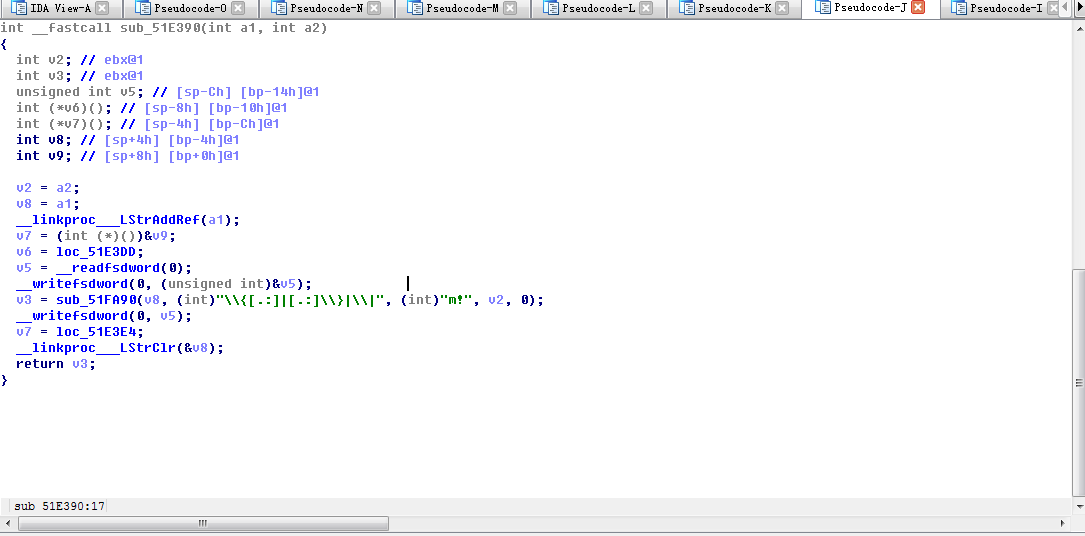 IDA View-A Pseudocode-O Pseudocode-N Pseudocode-M Pseudocode-L Pseudocode-K Pseudocode-J Pseudocode-I
int __fastcall sub_51E390(int a1, int a2)
{
  int v2; // ebx@1
  int v3; // ebx@1
  unsigned int v5; // [sp-Ch] [bp-14h]@1
  int (*v6)(); // [sp-8h] [bp-10h]@1
  int (*v7)(); // [sp-4h] [bp-Ch]@1
  int v8; // [sp+4h] [bp-4h]@1
  int v9; // [sp+8h] [bp+0h]@1

  v2 = a2;
  v8 = a1;
  __linkproc___LStrAddRef(a1);
  v7 = (int (*)())&v9;
  v6 = loc_51E3DD;
  v5 = __readfsdword(0);
  __writefsdword(0, (unsigned int)&v5);
  v3 = sub_51FA90(v8, (int)"\\{[.:]|[.:]\\}|\\|", (int)"m!", v2, 0);
  __writefsdword(0, v5);
  v7 = loc_51E3E4;
  __linkproc___LStrClr(&v8);
  return v3;
}
sub_51E390:17